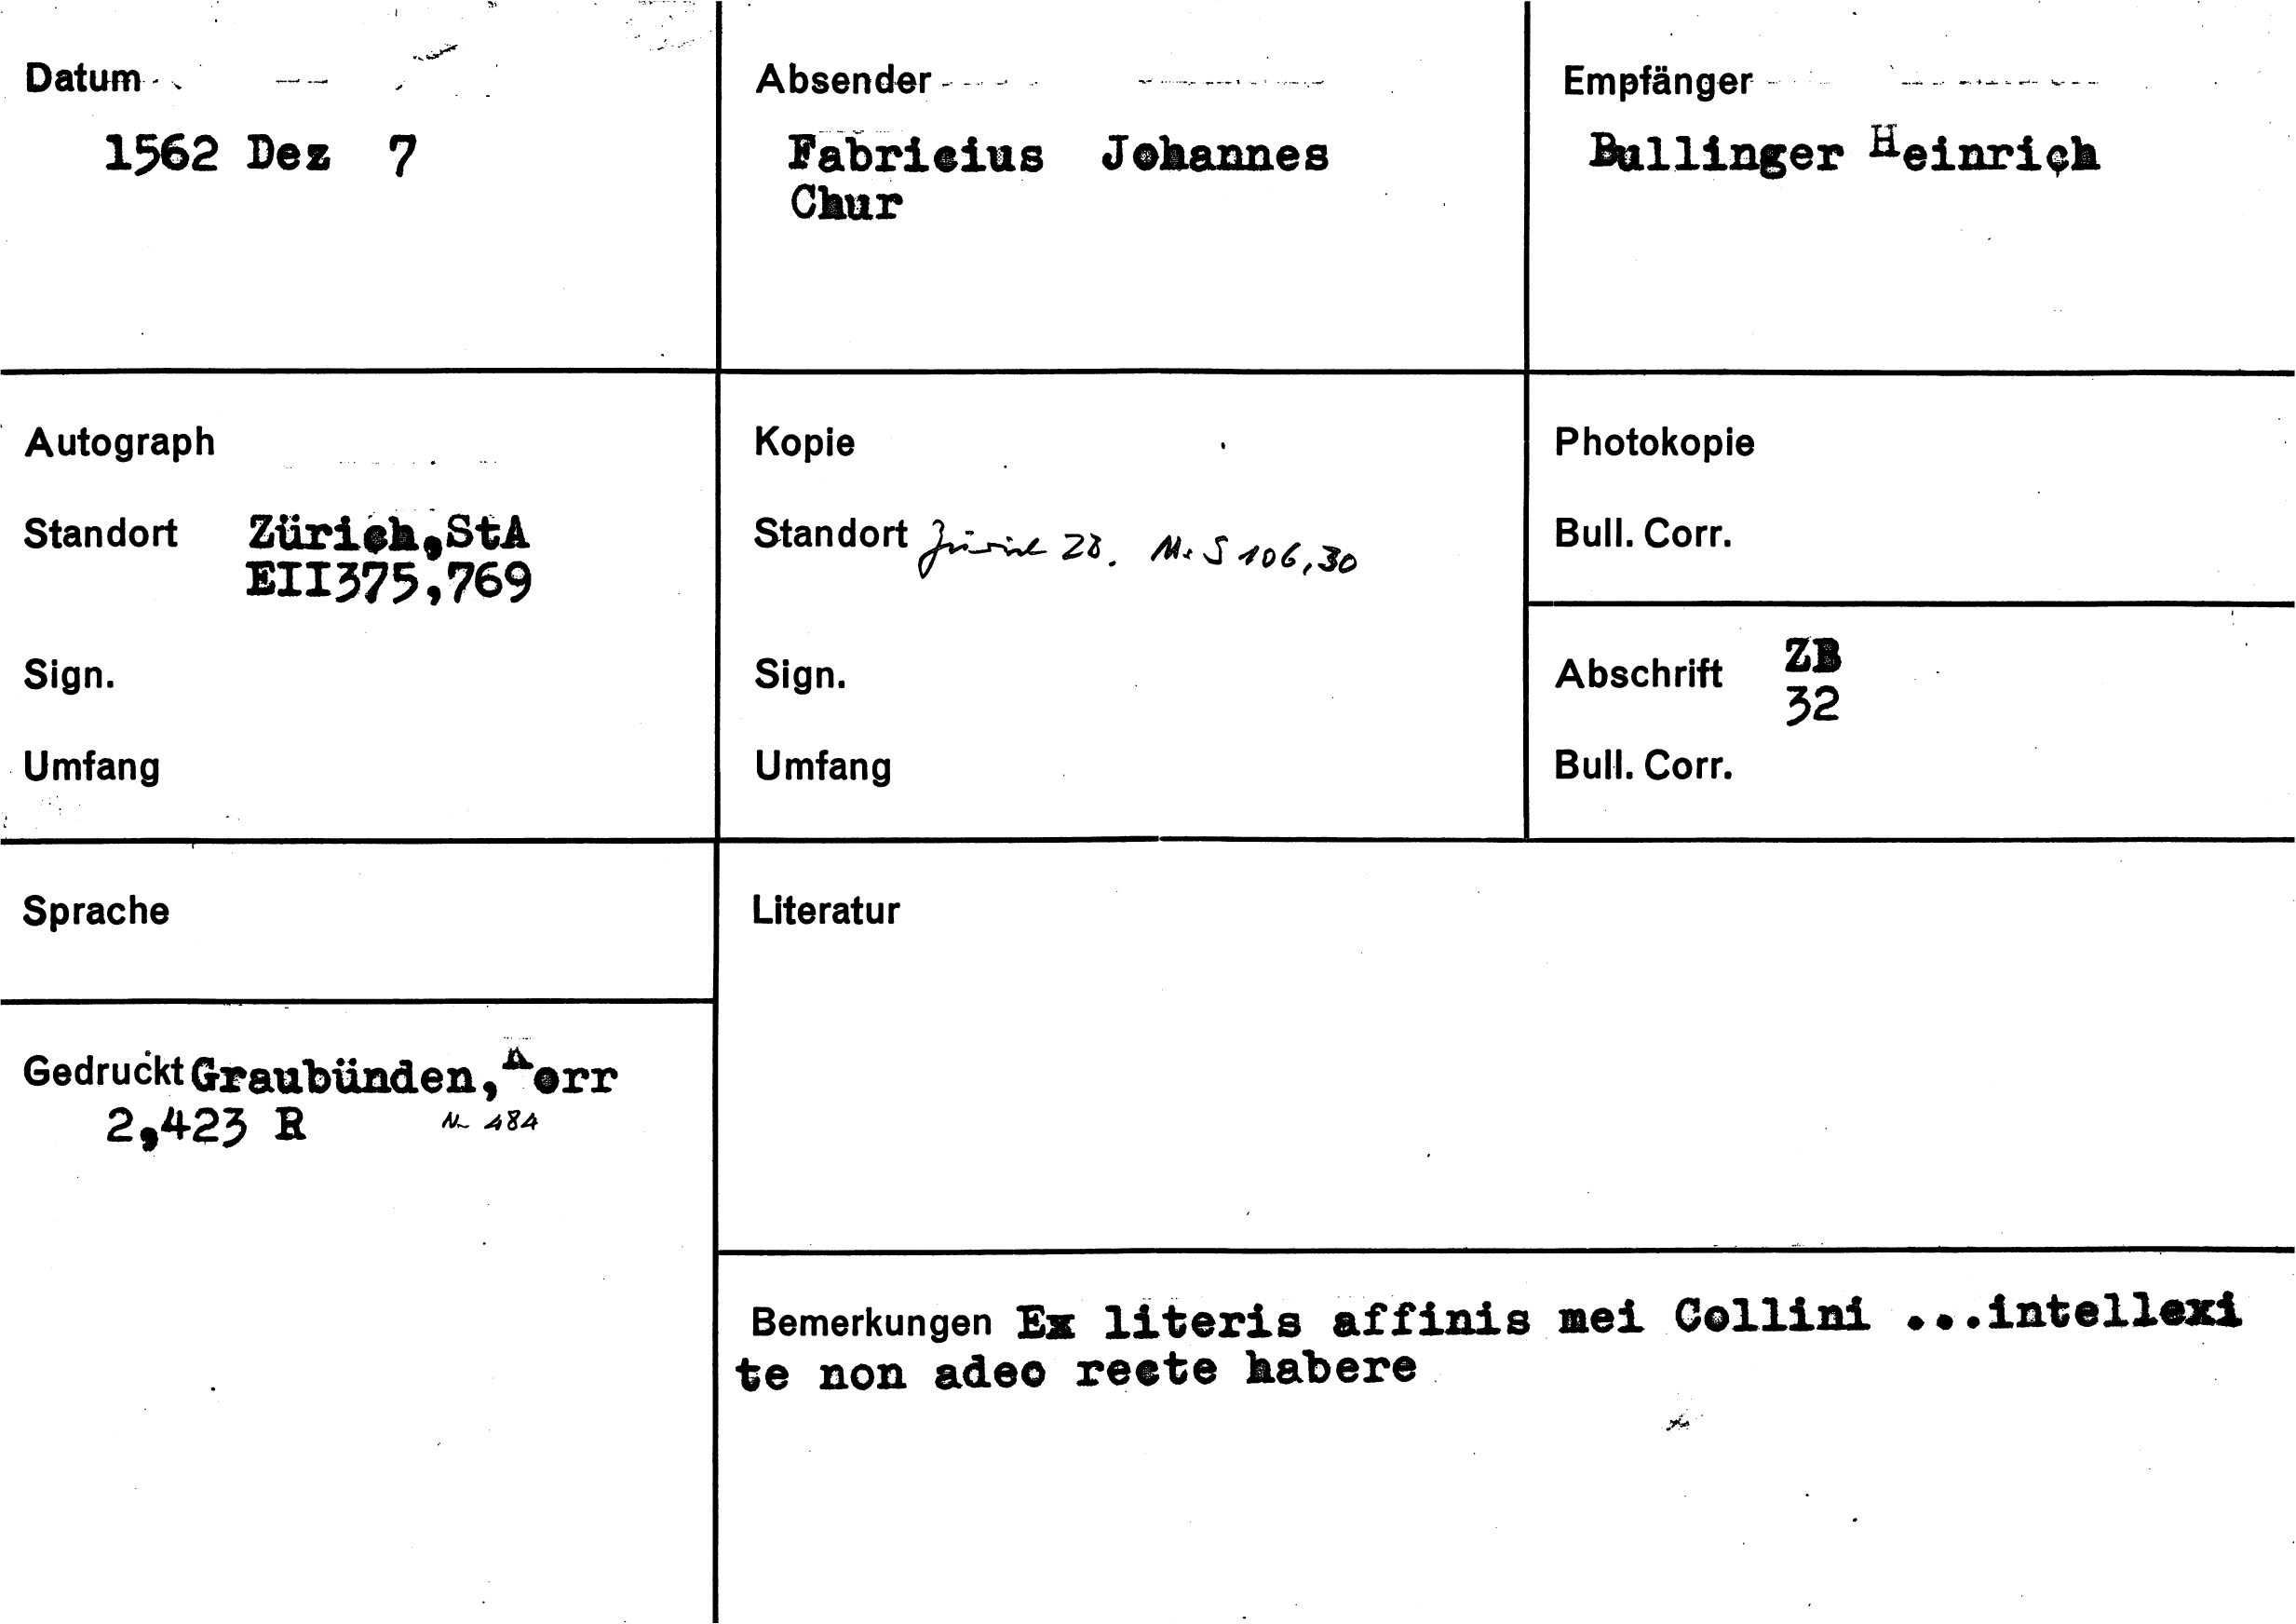 Datum
1562 Dez 7
Absender
Fabricius Johannes
Chur
Empfänger
Bullinger Heinrich
Autograph
Standort Zürich, StA
EII375,769
Sign.
Umfang
Kopie
Standort Zürich ZB. Ms S 106,30
Sign.
Umfang
Photokopie
Bull. Corr.
Abschrift ZB
32
Bull. Corr.
Sprache
Gedruckt Graubünden, Korr
2,423 R Nr 484
Literatur
Bemerkungen Ex literis affinis mei Collini ...intellexi
te non adeo recte habere